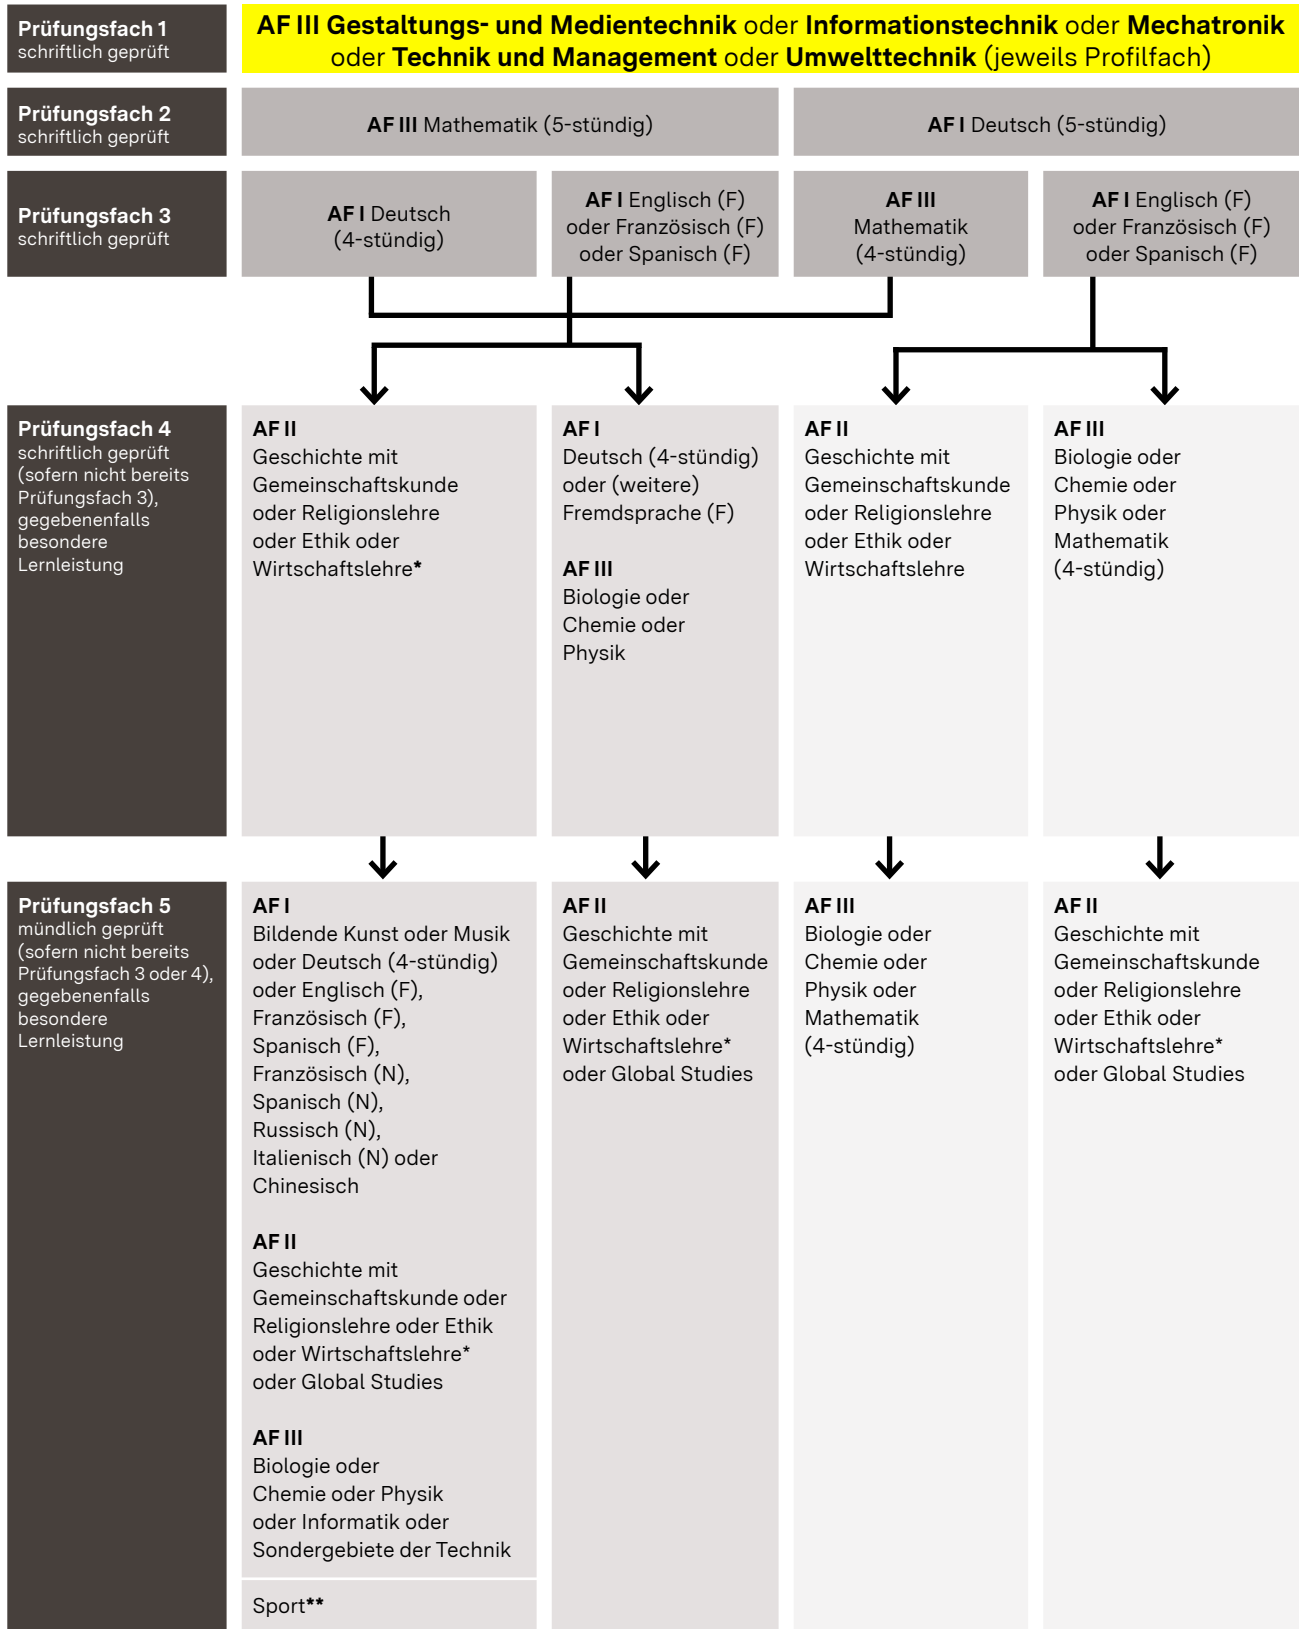 Prüfungsfach 1
schriftlich geprüft
AF III Gestaltungs- und Medientechnik oder Informationstechnik oder Mechatronik
oder Technik und Management oder Umwelttechnik (jeweils Profilfach)
Prüfungsfach 2
schriftlich geprüft
AF III Mathematik (5-stündig)
AF I Deutsch (5-stündig)
Prüfungsfach 3
schriftlich geprüft
AF I Deutsch
(4-stündig)
AF I Englisch (F)
oder Französisch (F)
oder Spanisch (F)
AF III
Mathematik
(4-stündig)
AF I Englisch (F)
oder Französisch (F)
oder Spanisch (F)
Prüfungsfach 4
schriftlich geprüft
(sofern nicht bereits
Prüfungsfach 3),
gegebenenfalls
besondere
Lernleistung
AF II
Geschichte mit
Gemeinschaftskunde
oder Religionslehre
oder Ethik oder
Wirtschaftslehre*
AF I
Deutsch (4-stündig)
oder (weitere)
Fremdsprache (F)
AF III
Biologie oder
Chemie oder
Physik
AF II
Geschichte mit
Gemeinschaftskunde
oder Religionslehre
oder Ethik oder
Wirtschaftslehre
AF III
Biologie oder
Chemie oder
Physik oder
Mathematik
(4-stündig)
Prüfungsfach 5
mündlich geprüft
(sofern nicht bereits
Prüfungsfach 3 oder 4),
gegebenenfalls
besondere
Lernleistung
AF I
Bildende Kunst oder Musik
oder Deutsch (4-stündig)
oder Englisch (F),
Französisch (F),
Spanisch (F),
Französisch (N),
Spanisch (N),
Russisch (N),
Italienisch (N) oder
Chinesisch
AF II
Geschichte mit
Gemeinschaftskunde oder
Religionslehre oder Ethik
oder Wirtschaftslehre*
oder Global Studies
AF III
Biologie oder
Chemie oder Physik
oder Informatik oder
Sondergebiete der Technik
Sport**
AF II
Geschichte mit
Gemeinschaftskunde
oder Religionslehre
oder Ethik oder
Wirtschaftslehre*
oder Global Studies
AF III
Biologie oder
Chemie oder
Physik oder
Mathematik
(4-stündig)
AF II
Geschichte mit
Gemeinschaftskunde
oder Religionslehre
oder Ethik oder
Wirtschaftslehre*
oder Global Studies